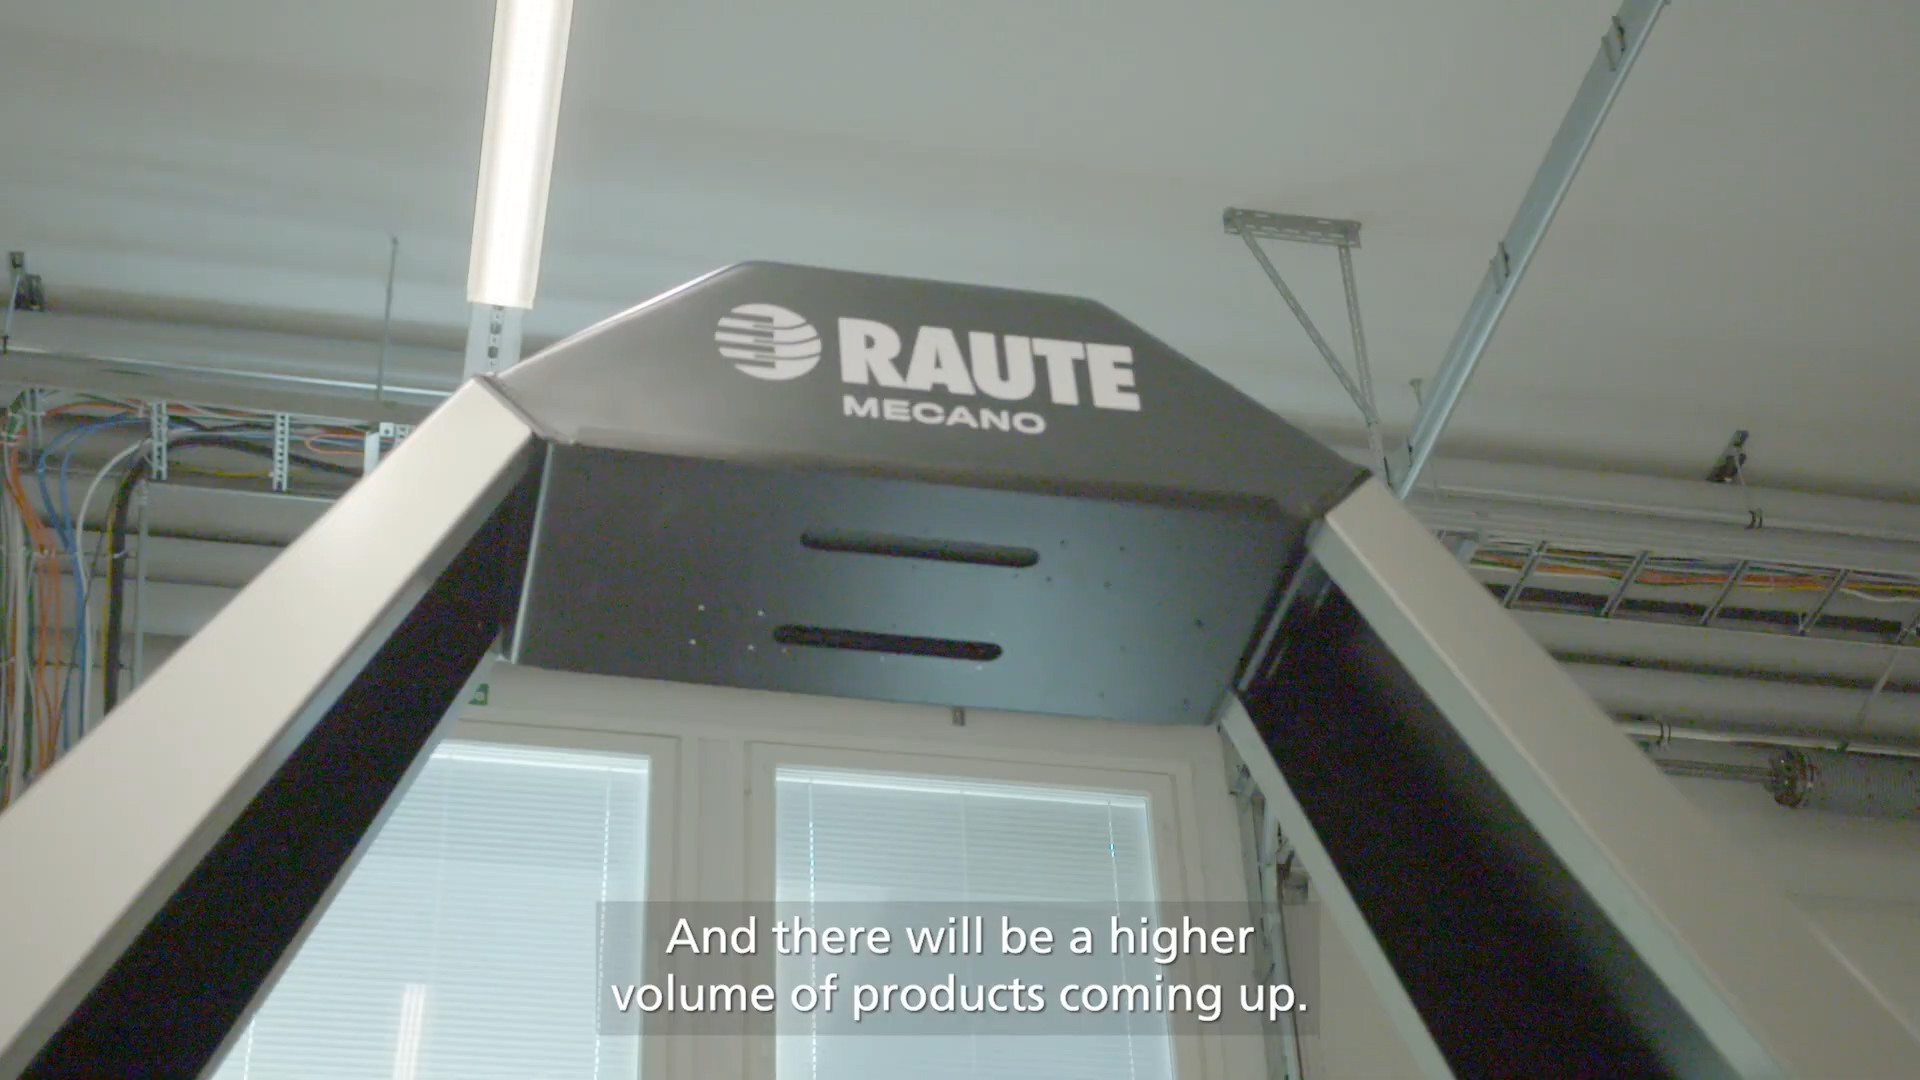 RAUTE
MECANO
And there will be a higher
volume of products coming up.